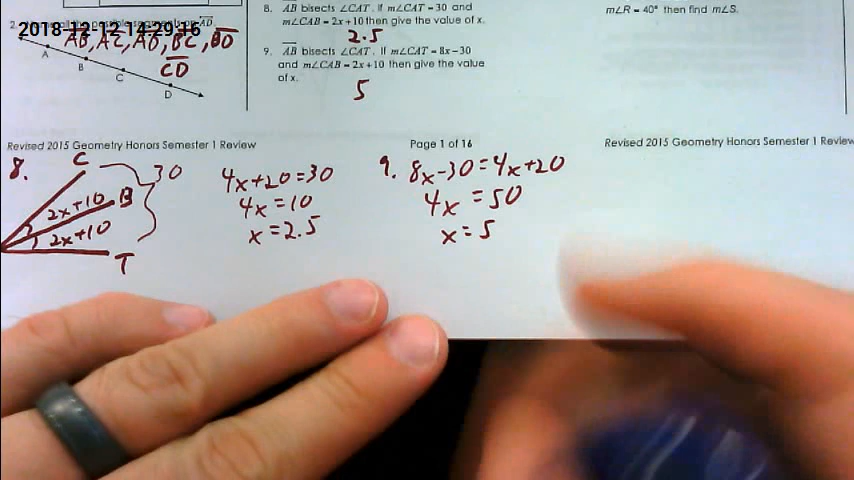 8. AB bisects ∠CAT. If m∠CAT = 30 and
m∠CAB = 2x + 10 then give the value of x.
2.5
9. AB bisects ∠CAT. If m∠CAT = 8x – 30
and m∠CAB = 2x + 10 then give the value
of x.
5
m∠R = 40° then find m∠S.
2018-12-12 14:29:16
2.
AB, AC, AD, BC, BD
CD
A
B
C
D
Revised 2015 Geometry Honors Semester 1 Review
Page 1 of 16
Revised 2015 Geometry Honors Semester 1 Review
8.
C
30
2x+10
B
2x+10
T
4x+20=30
4x=10
x=2.5
9. 8x-30=4x+20
4x=50
x=5